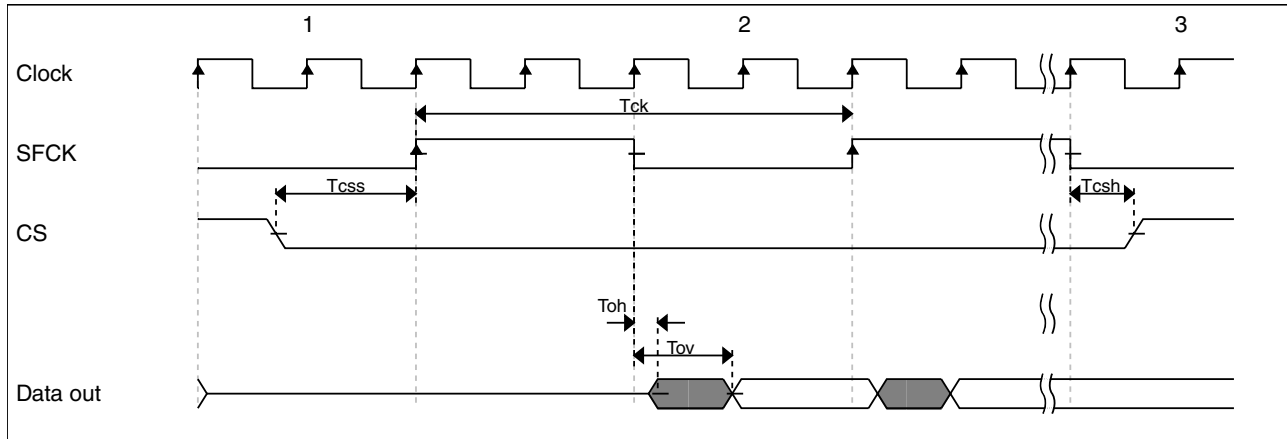 1 2 3
Clock
Tck
SFCK
Tcss Tcsh
CS
Toh
Tov
Data out